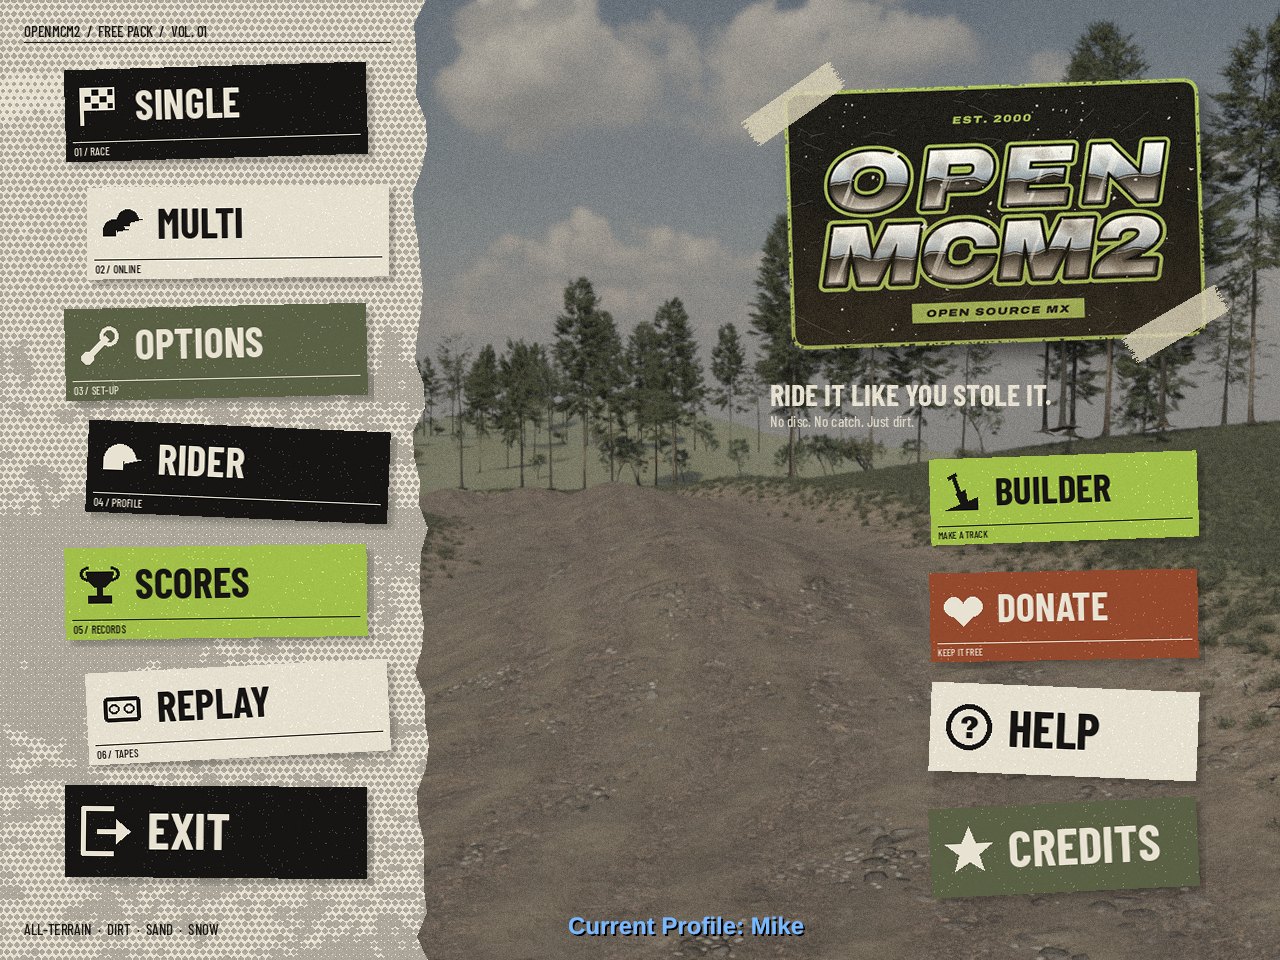 OPENMCM2 / FREE PACK / VOL. 01
SINGLE
01 / RACE
MULTI
02 / ONLINE
OPTIONS
03 / SET-UP
RIDER
04 / PROFILE
SCORES
05 / RECORDS
REPLAY
06 / TAPES
EXIT
ALL-TERRAIN · DIRT · SAND · SNOW
EST. 2000
OPEN
MCM2
OPEN SOURCE MX
RIDE IT LIKE YOU STOLE IT.
No disc. No catch. Just dirt.
BUILDER
MAKE A TRACK
DONATE
KEEP IT FREE
? HELP
CREDITS
Current Profile: Mike